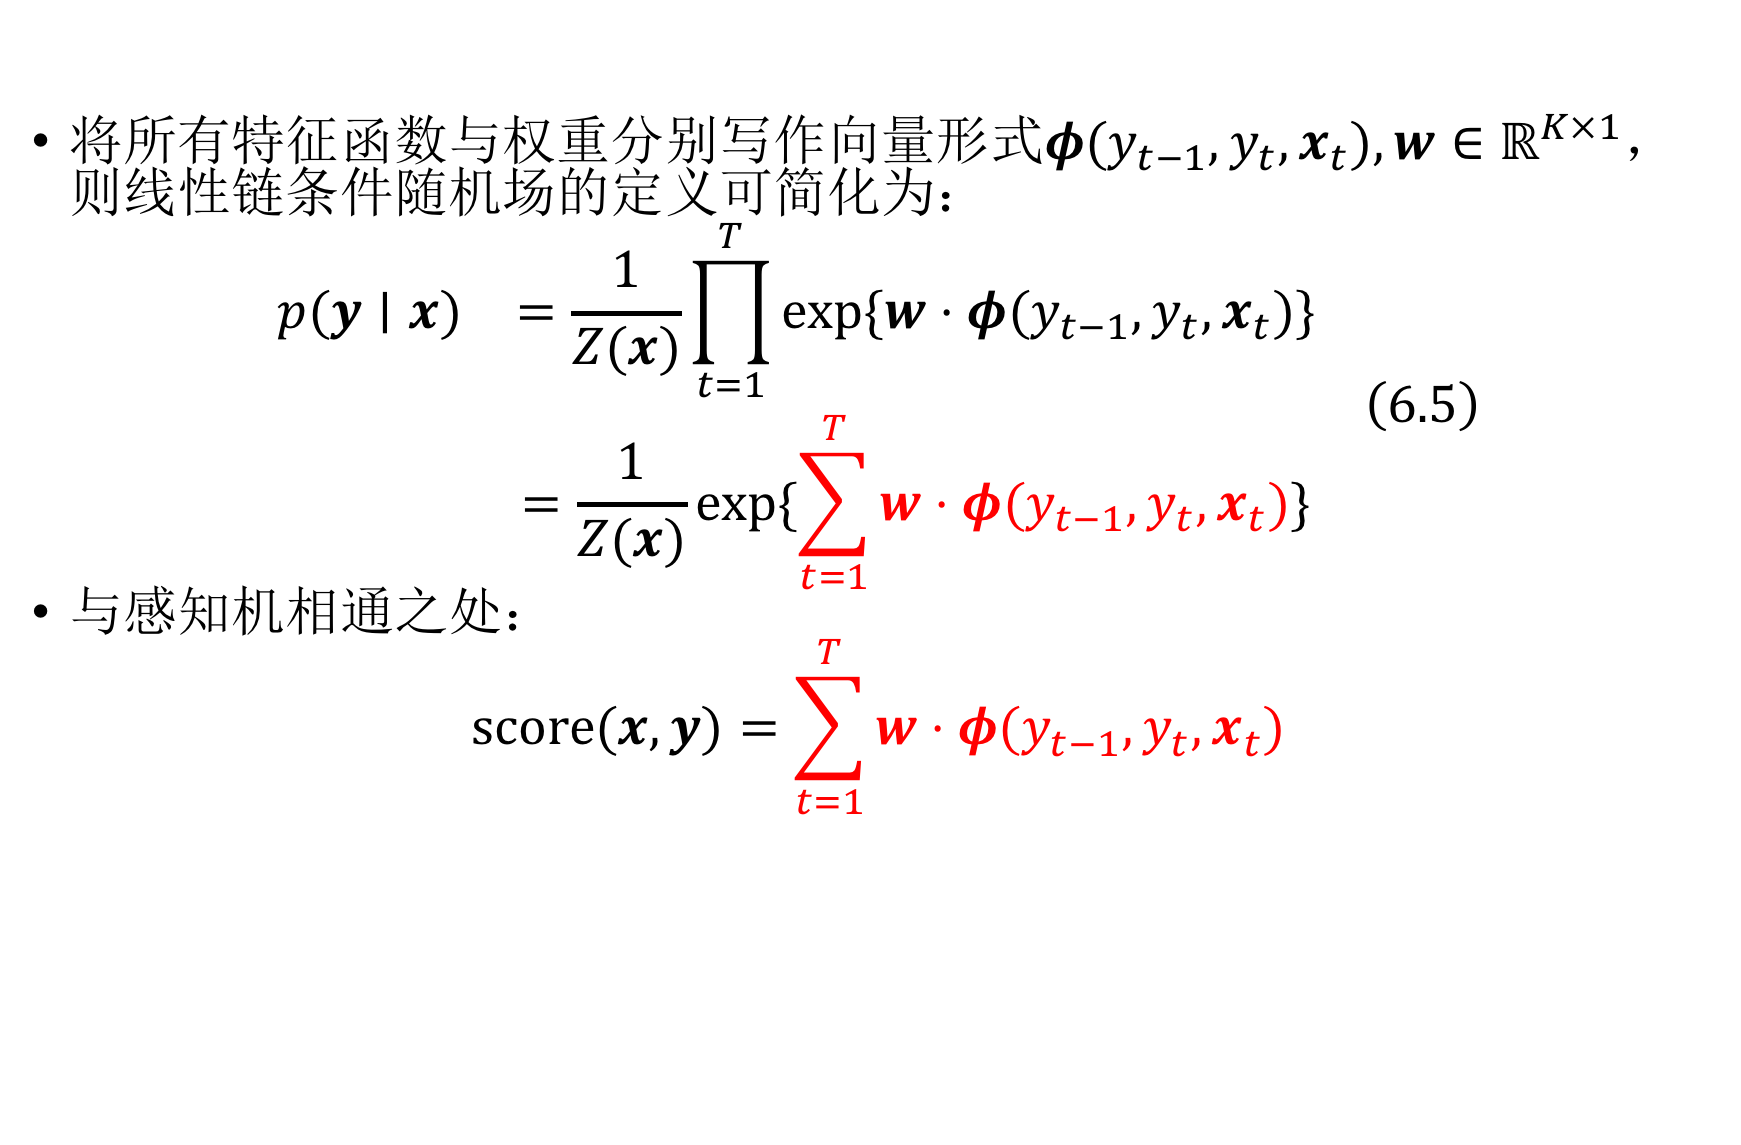 • 将所有特征函数与权重分别写作向量形式𝝓(y_{t−1}, y_t, 𝒙_t), 𝒘 ∈ ℝ^{K×1}，
则线性链条件随机场的定义可简化为：
p(𝒚 ∣ 𝒙) = \frac{1}{Z(𝒙)} ∏_{t=1}^{T} exp{𝒘 · 𝝓(y_{t−1}, y_t, 𝒙_t)}
(6.5)
= \frac{1}{Z(𝒙)} exp{∑_{t=1}^{T} 𝒘 · 𝝓(y_{t−1}, y_t, 𝒙_t)}
• 与感知机相通之处：
score(𝒙, 𝒚) = ∑_{t=1}^{T} 𝒘 · 𝝓(y_{t−1}, y_t, 𝒙_t)